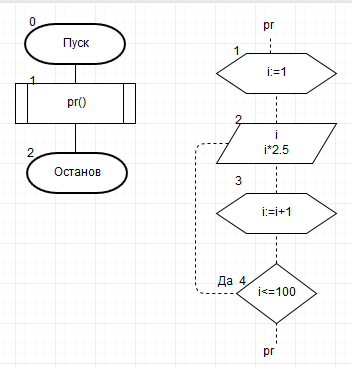 0
Пуск
1
pr()
2
Останов
pr
1
i:=1
2
i
i*2.5
3
i:=i+1
Да 4
i<=100
pr